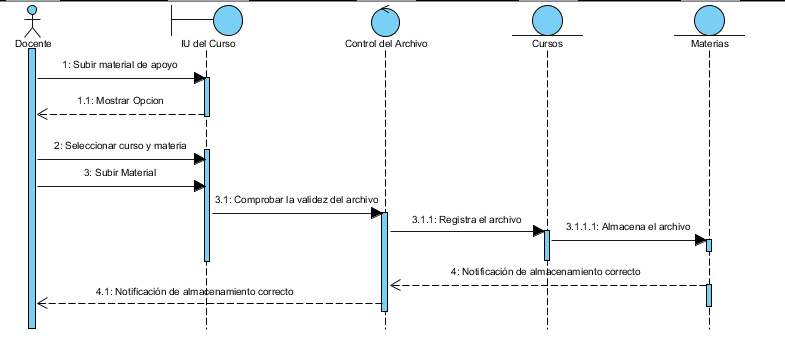 Docente
IU del Curso
Control del Archivo
Cursos
Materias
1: Subir material de apoyo
1.1: Mostrar Opcion
2: Seleccionar curso y materia
3: Subir Material
3.1: Comprobar la validez del archivo
3.1.1: Registra el archivo
3.1.1.1: Almacena el archivo
4: Notificación de almacenamiento correcto
4.1: Notificación de almacenamiento correcto